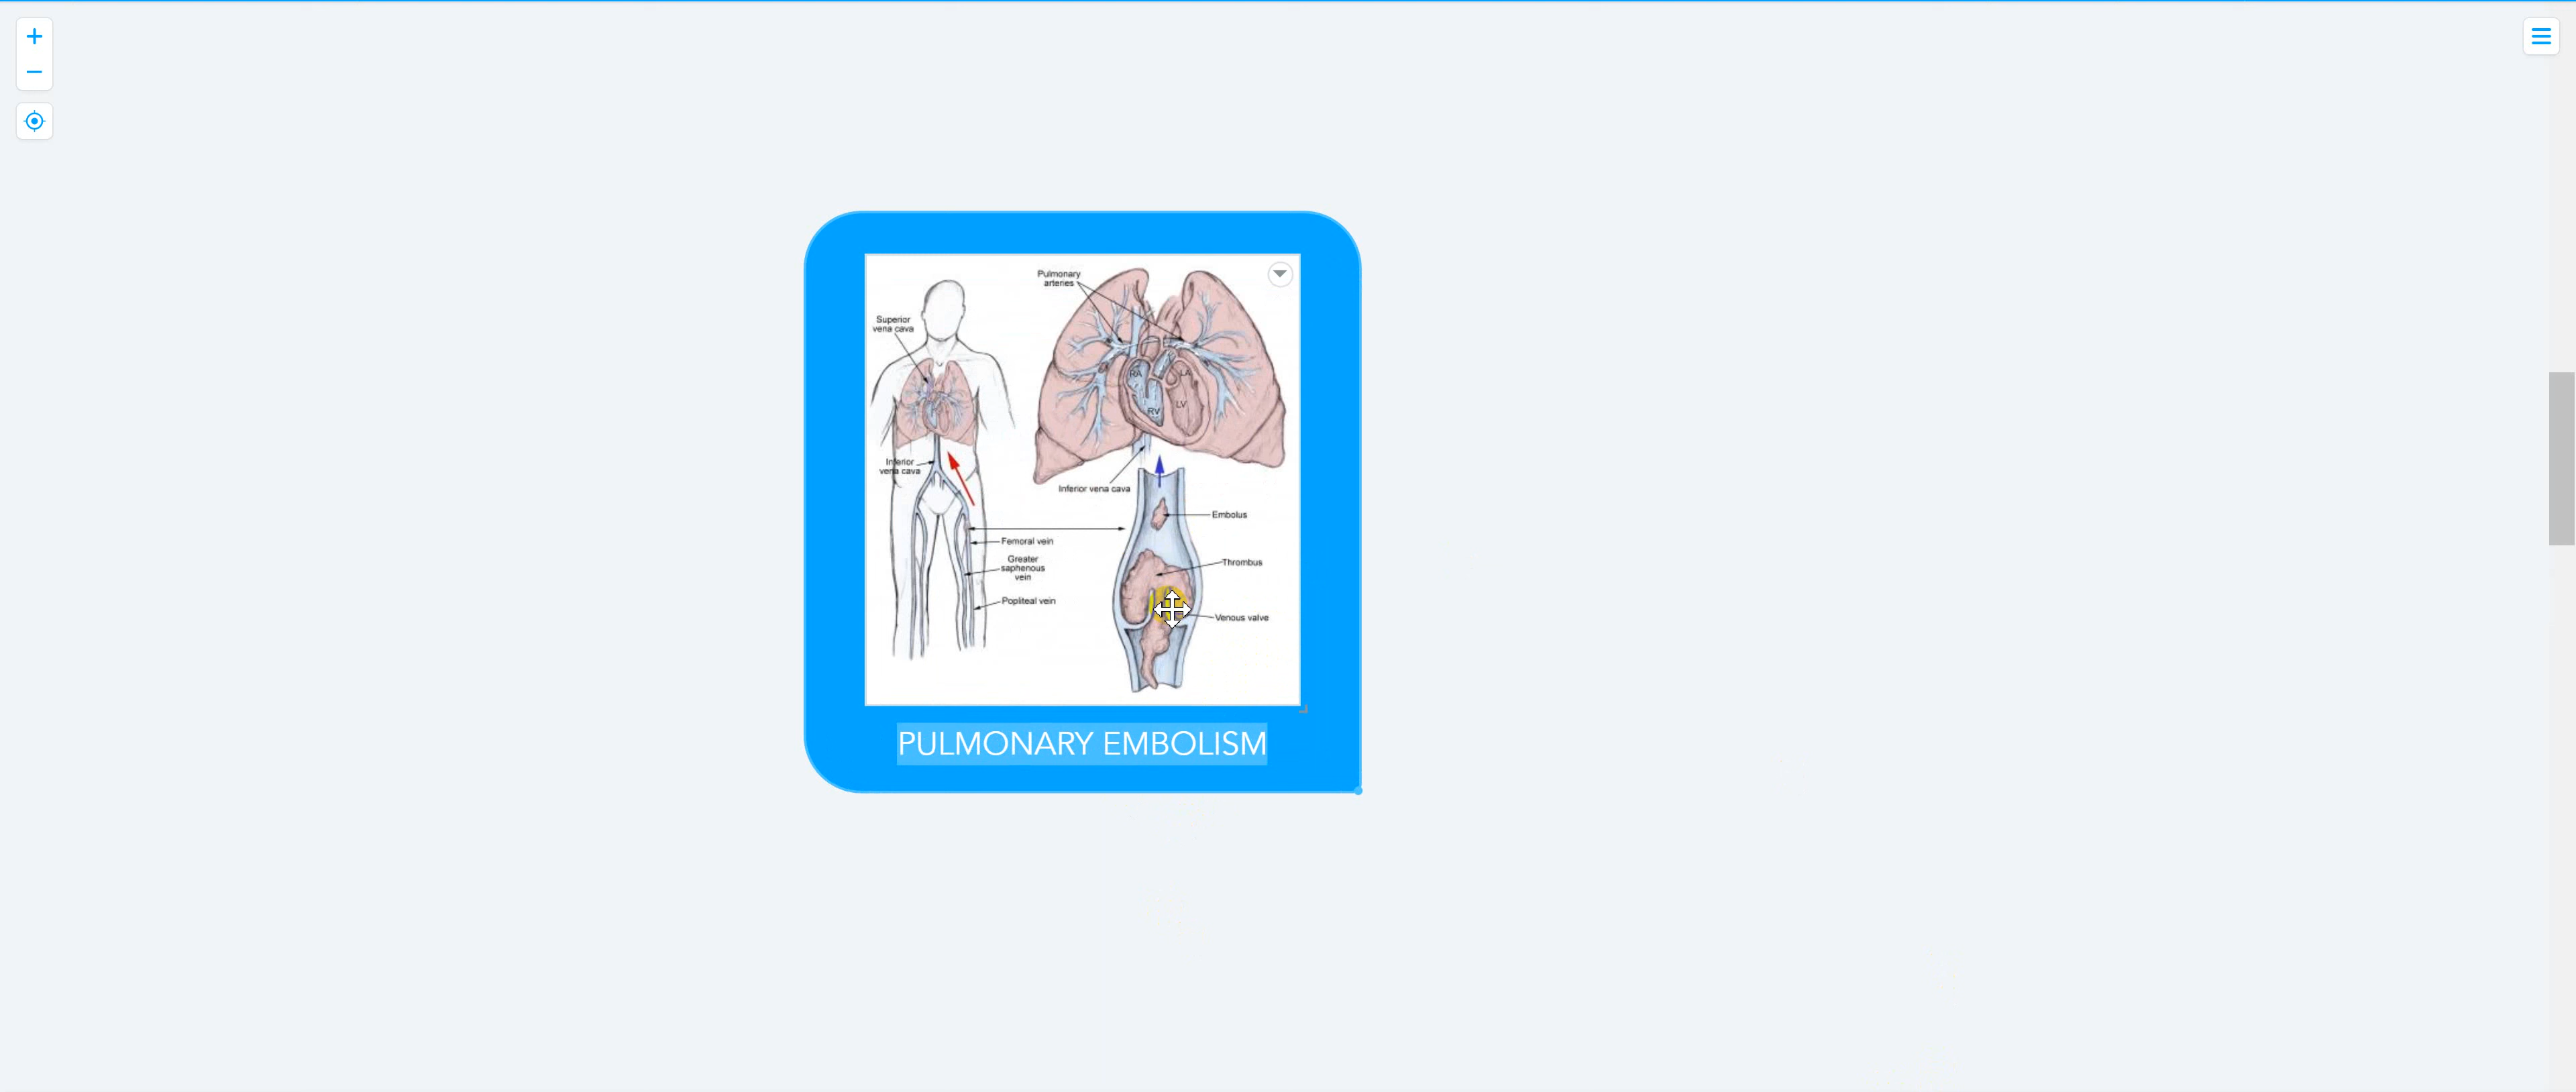 Pulmonary
arteries
Superior
vena cava
RA
LA
RV
LV
Inferior
vena cava
Inferior vena cava
Embolus
Femoral vein
Greater
saphenous
vein
Thrombus
Popliteal vein
Venous valve
PULMONARY EMBOLISM